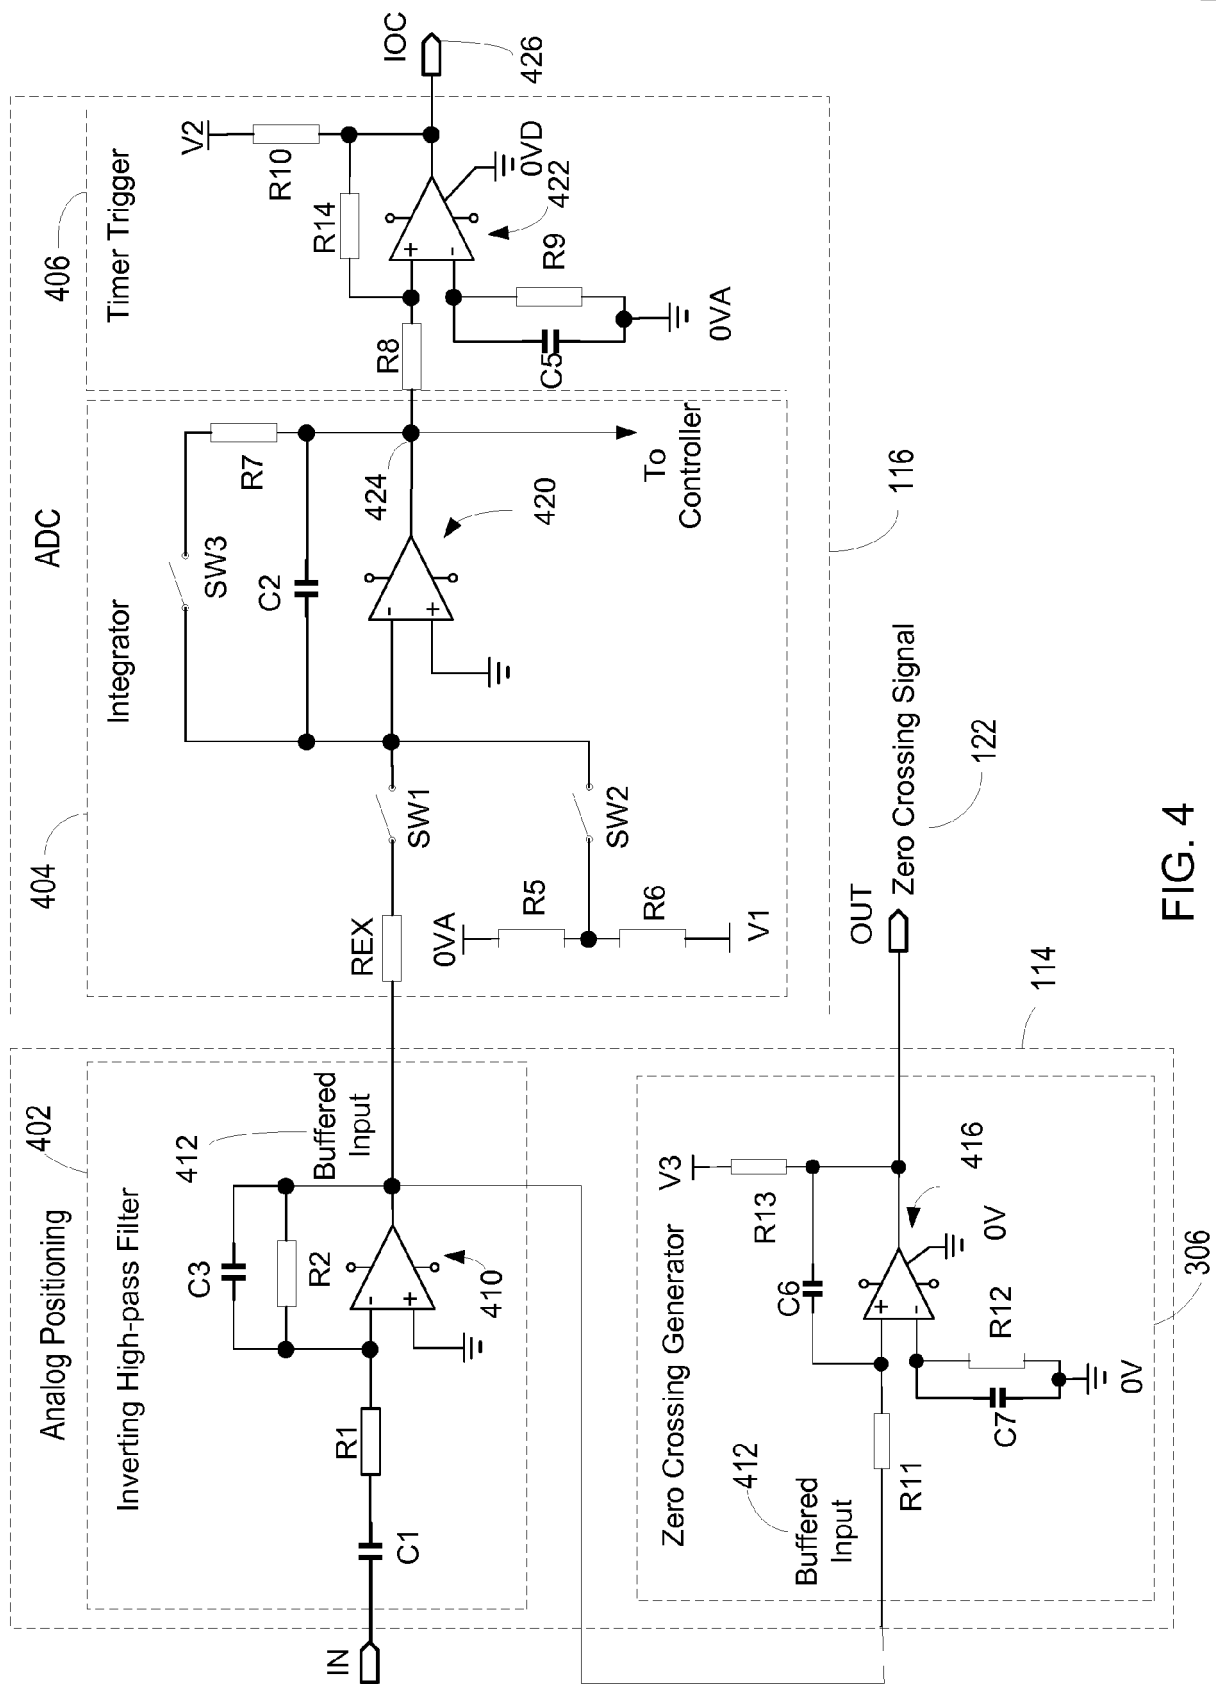 ADC
406
Timer Trigger
V2
R10
R14
R8
+
-
0VD
422
R9
C5
0VA
IOC
426
404
Integrator
SW3
R7
C2
424
-
+
420
To
Controller
REX
SW1
SW2
0VA
R5
R6
V1
116
Analog Positioning
402
Inverting High-pass Filter
412
Buffered
Input
C3
R2
-
+
410
R1
C1
IN
Zero Crossing Generator
412
Buffered
Input
V3
R13
C6
R11
+
-
416
0V
R12
C7
0V
306
114
OUT
Zero Crossing Signal
122
FIG. 4